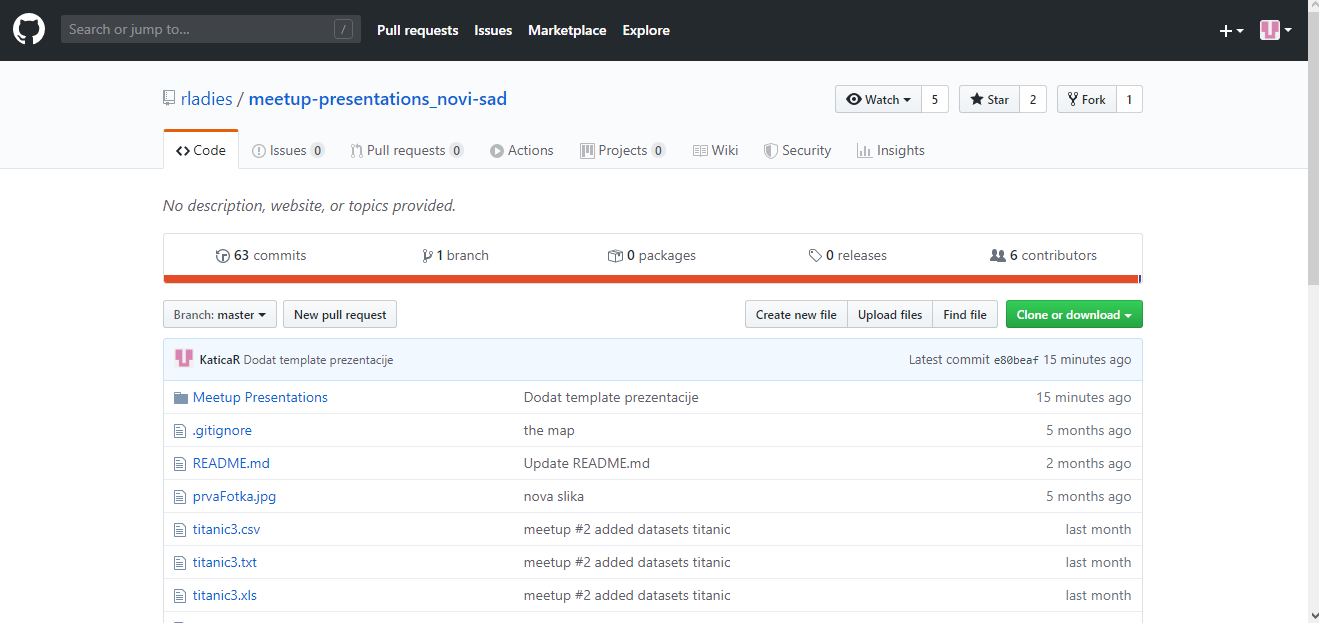 Search or jump to... / Pull requests Issues Marketplace Explore
rladies / meetup-presentations_novi-sad Watch 5 Star 2 Fork 1
Code Issues 0 Pull requests 0 Actions Projects 0 Wiki Security Insights
No description, website, or topics provided.
63 commits 1 branch 0 packages 0 releases 6 contributors
Branch: master New pull request Create new file Upload files Find file Clone or download
KaticaR Dodat template prezentacije Latest commit e80beaf 15 minutes ago
Meetup Presentations Dodat template prezentacije 15 minutes ago
.gitignore the map 5 months ago
README.md Update README.md 2 months ago
prvaFotka.jpg nova slika 5 months ago
titanic3.csv meetup #2 added datasets titanic last month
titanic3.txt meetup #2 added datasets titanic last month
titanic3.xls meetup #2 added datasets titanic last month